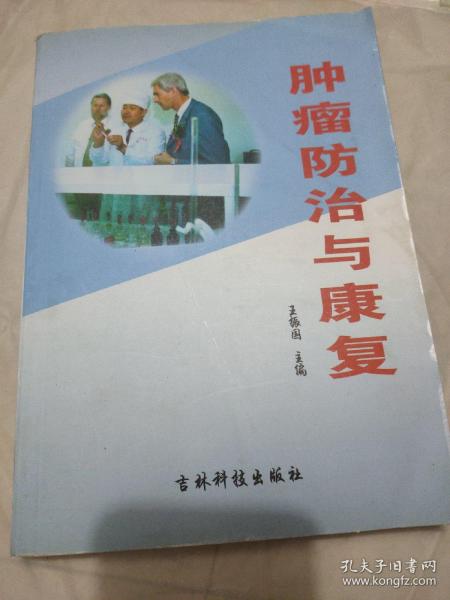 肿瘤防治与康复
王振国 主编
吉林科技出版社
孔夫子旧书网
www.kongfz.com